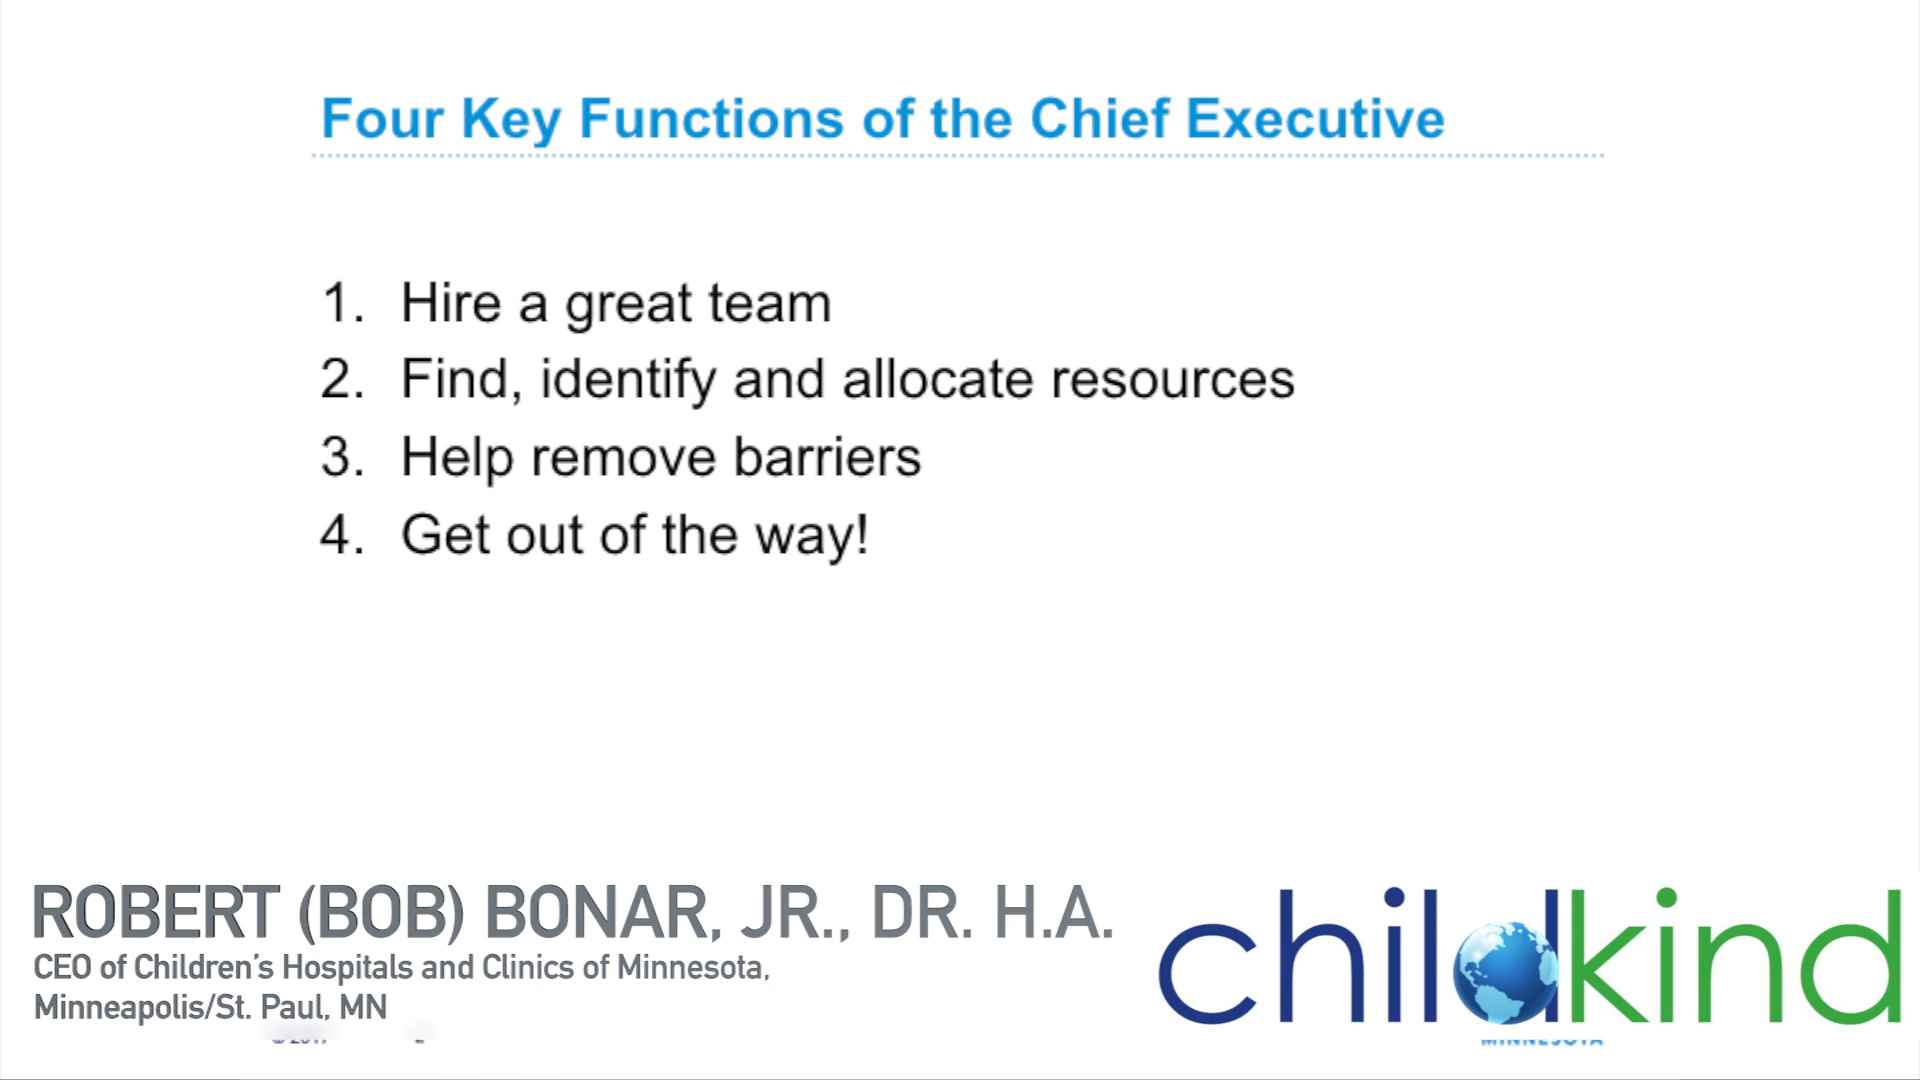 Four Key Functions of the Chief Executive
1. Hire a great team
2. Find, identify and allocate resources
3. Help remove barriers
4. Get out of the way!
ROBERT (BOB) BONAR, JR., DR. H.A.
CEO of Children's Hospitals and Clinics of Minnesota,
Minneapolis/St. Paul, MN
childkind
MINNESOTA